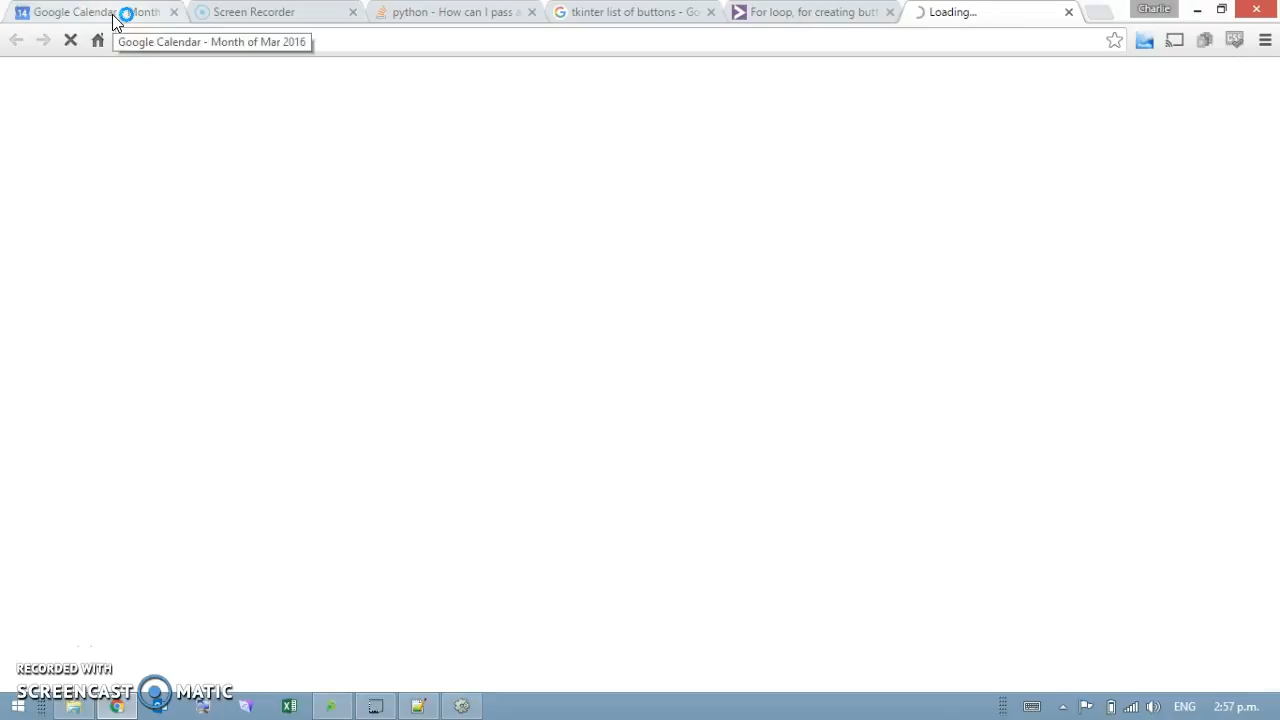 14 Google Calendar - Month
Screen Recorder
python - How can I pass a
tkinter list of buttons - Go
For loop, for creating butt
Loading...
Charlie
Google Calendar - Month of Mar 2016
RECORDED WITH
SCREENCAST MATIC
ENG
2:57 p.m.